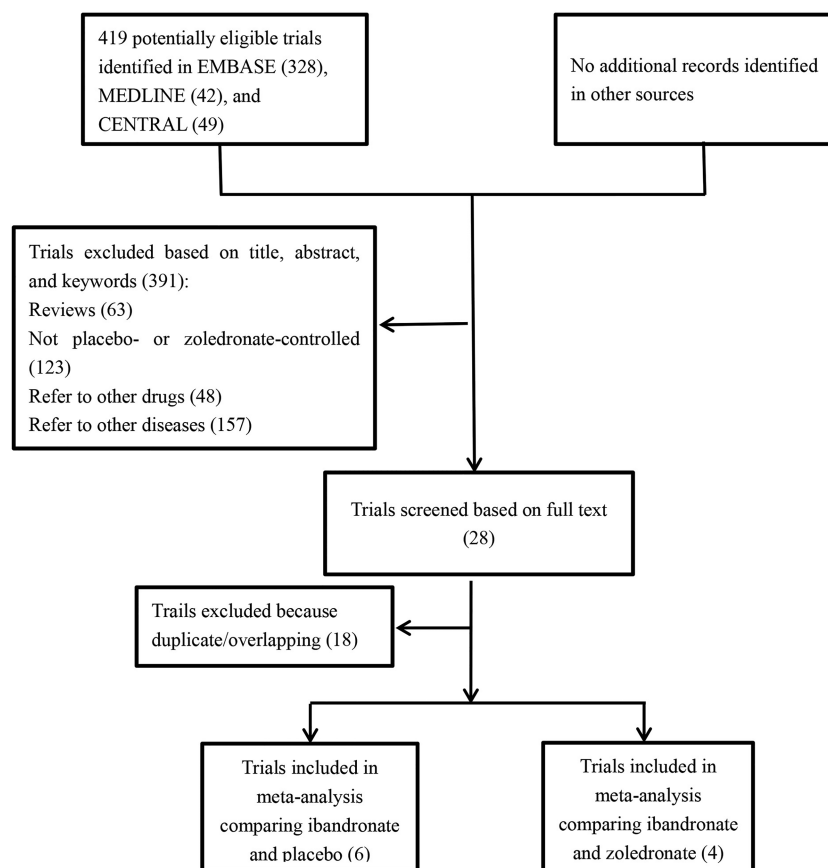 419 potentially eligible trials
identified in EMBASE (328),
MEDLINE (42), and
CENTRAL (49)
No additional records identified
in other sources
Trials excluded based on title, abstract,
and keywords (391):
Reviews (63)
Not placebo- or zoledronate-controlled
(123)
Refer to other drugs (48)
Refer to other diseases (157)
Trials screened based on full text
(28)
Trails excluded because
duplicate/overlapping (18)
Trials included in
meta-analysis
comparing ibandronate
and placebo (6)
Trials included in
meta-analysis
comparing ibandronate
and zoledronate (4)